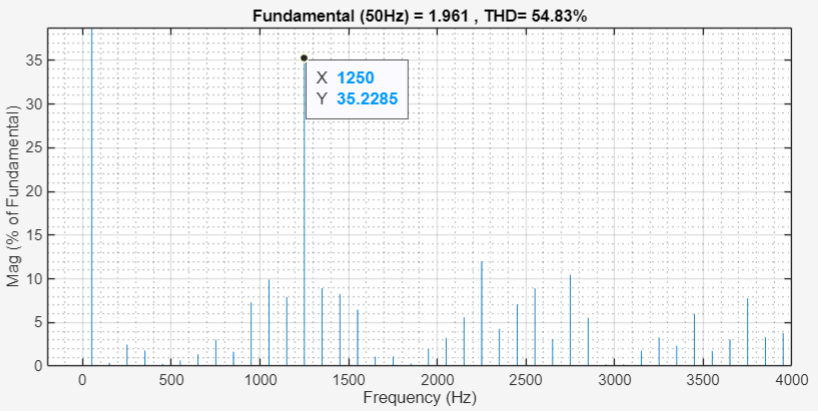 Fundamental (50Hz) = 1.961 , THD= 54.83%
Mag (% of Fundamental)
35
30
25
20
15
10
5
0
X 1250
Y 35.2285
0 500 1000 1500 2000 2500 3000 3500 4000
Frequency (Hz)